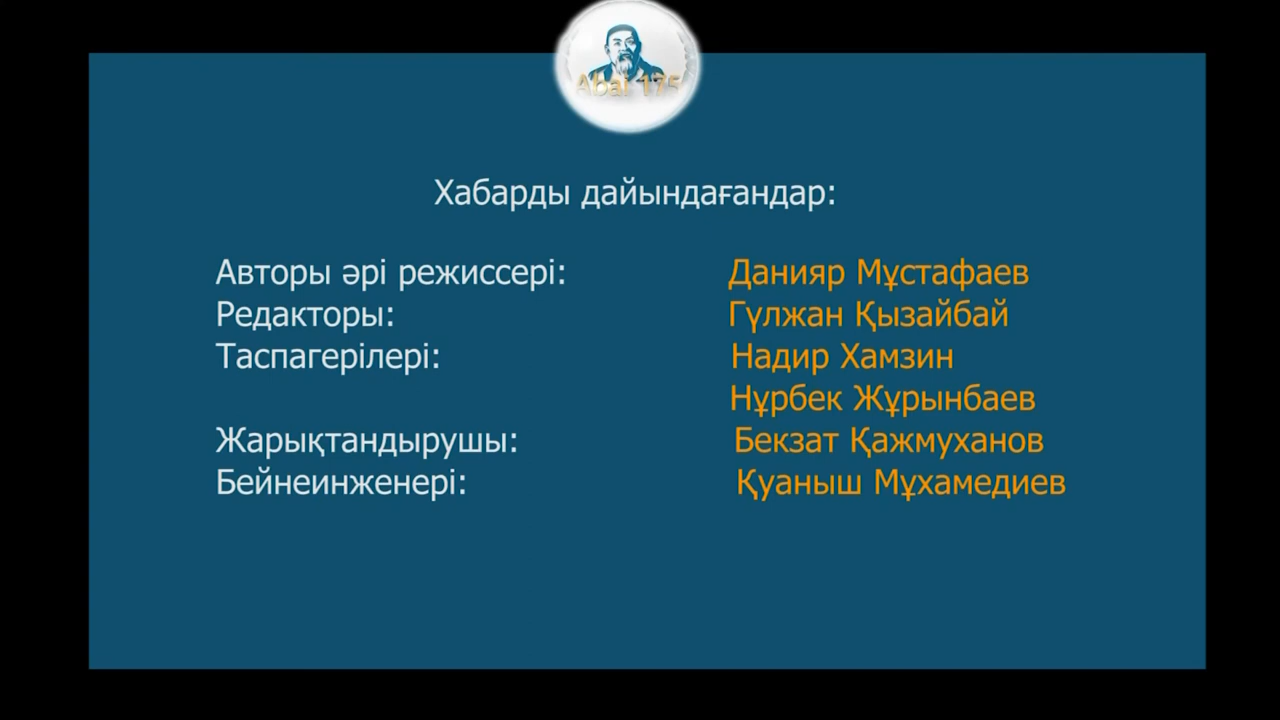 Abai 175
Хабарды дайындағандар:
Авторы әрі режиссері: Данияр Мұстафаев
Редакторы: Гүлжан Қызайбай
Таспагерілері: Надир Хамзин
Нұрбек Жұрынбаев
Жарықтандырушы: Бекзат Қажмуханов
Бейнеинженері: Қуаныш Мұхамедиев